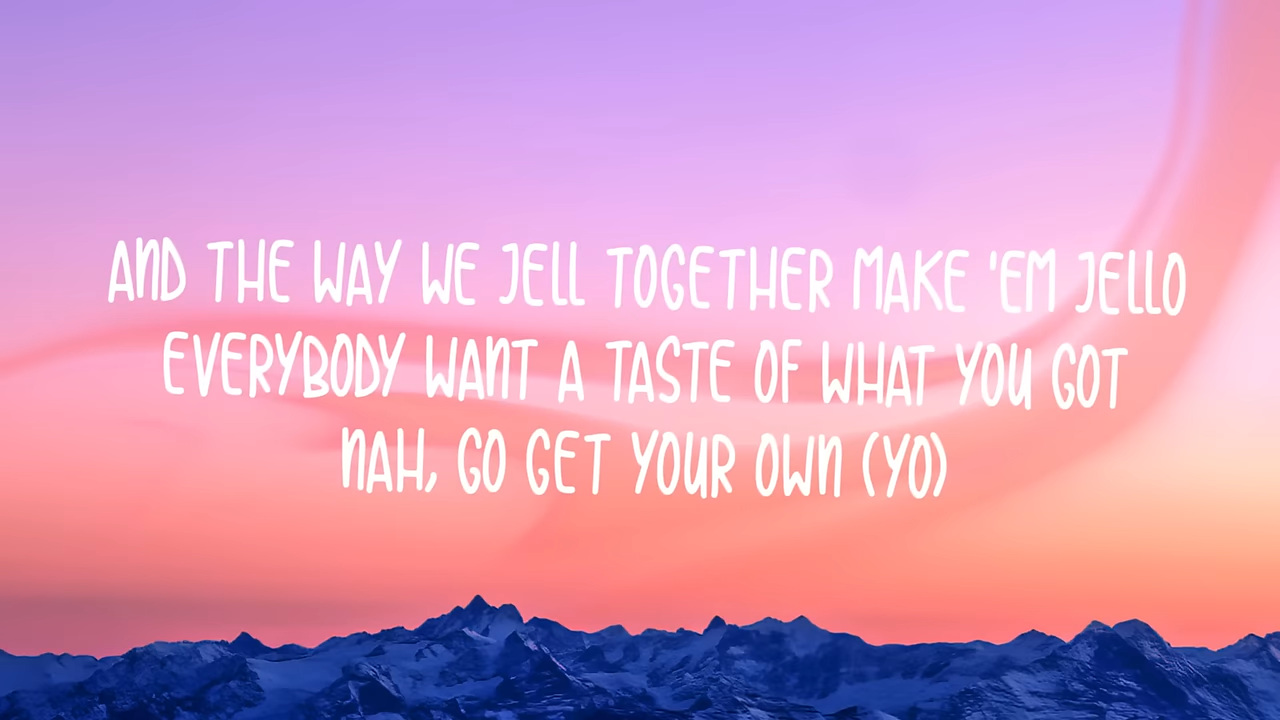 AND THE WAY WE JELL TOGETHER MAKE 'EM JELLO
EVERYBODY WANT A TASTE OF WHAT YOU GOT
NAH, GO GET YOUR OWN (YO)